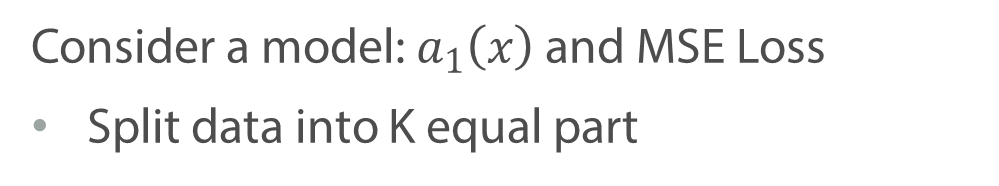 Consider a model: 𝑎₁(𝑥) and MSE Loss
• Split data into K equal part